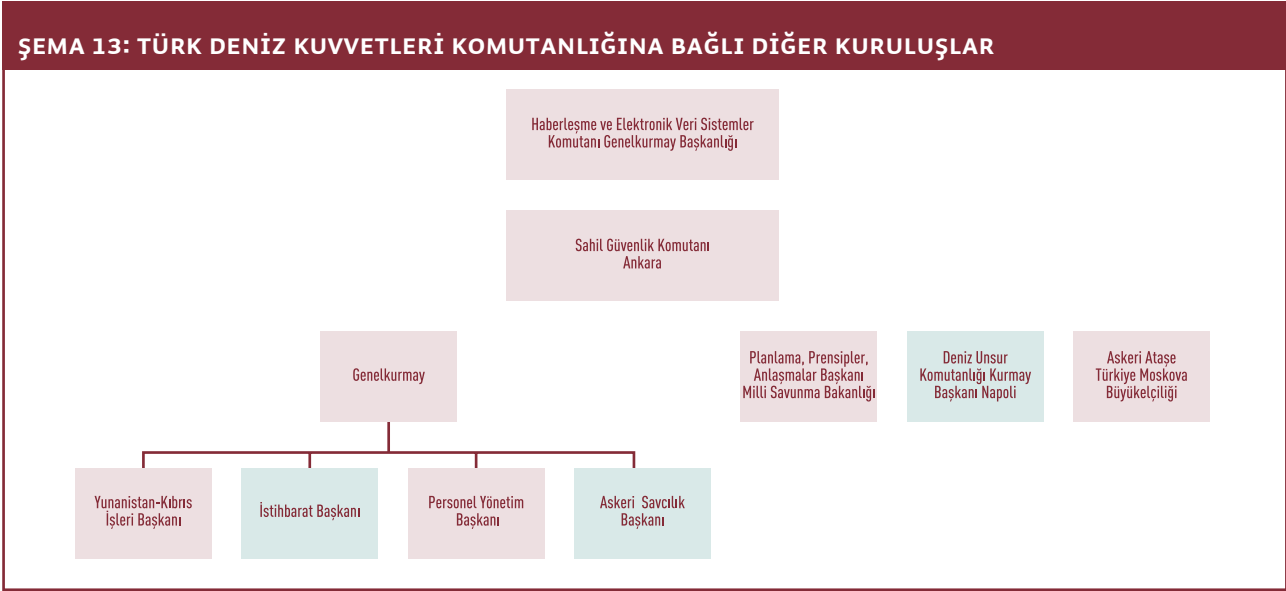 ŞEMA 13: TÜRK DENİZ KUVVETLERİ KOMUTANLIĞINA BAĞLI DİĞER KURULUŞLAR
Haberleşme ve Elektronik Veri Sistemler
Komutanı Genelkurmay Başkanlığı
Sahil Güvenlik Komutanı
Ankara
Genelkurmay
Planlama, Prensipler,
Anlaşmalar Başkanı
Milli Savunma Bakanlığı
Deniz Unsur
Komutanlığı Kurmay
Başkanı Napoli
Askeri Ataşe
Türkiye Moskova
Büyükelçiliği
Yunanistan-Kıbrıs
İşleri Başkanı
İstihbarat Başkanı
Personel Yönetim
Başkanı
Askeri Savcılık
Başkanı